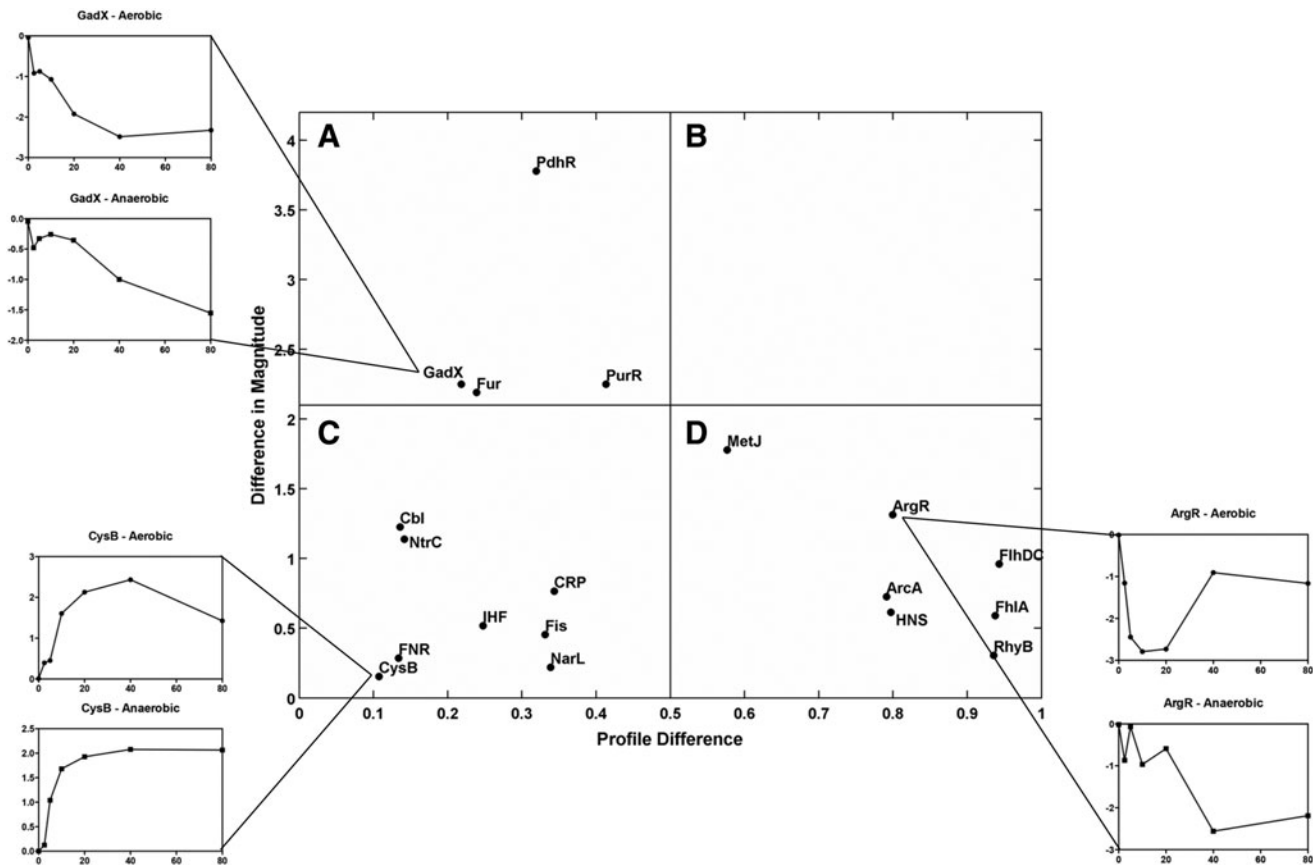 GadX - Aerobic
0
-1
-2
-3
0 20 40 60 80
GadX - Anaerobic
0.0
-0.5
-1.0
-1.5
-2.0
0 20 40 60 80
CysB - Aerobic
3
2
1
0
0 20 40 60 80
CysB - Anaerobic
2.5
2.0
1.5
1.0
0.5
0.0
0 20 40 60 80
Difference in Magnitude
4
3.5
3
2.5
2
1.5
1
0.5
0
A
B
PdhR
GadX
Fur
PurR
C
D
MetJ
Cbl
NtrC
ArgR
CRP
FlhDC
ArcA
IHF
Fis
HNS
FhlA
FNR
NarL
RhyB
CysB
0 0.1 0.2 0.3 0.4 0.5 0.6 0.7 0.8 0.9 1
Profile Difference
ArgR - Aerobic
0
-1
-2
-3
0 20 40 60 80
ArgR - Anaerobic
0
-1
-2
-3
0 20 40 60 80